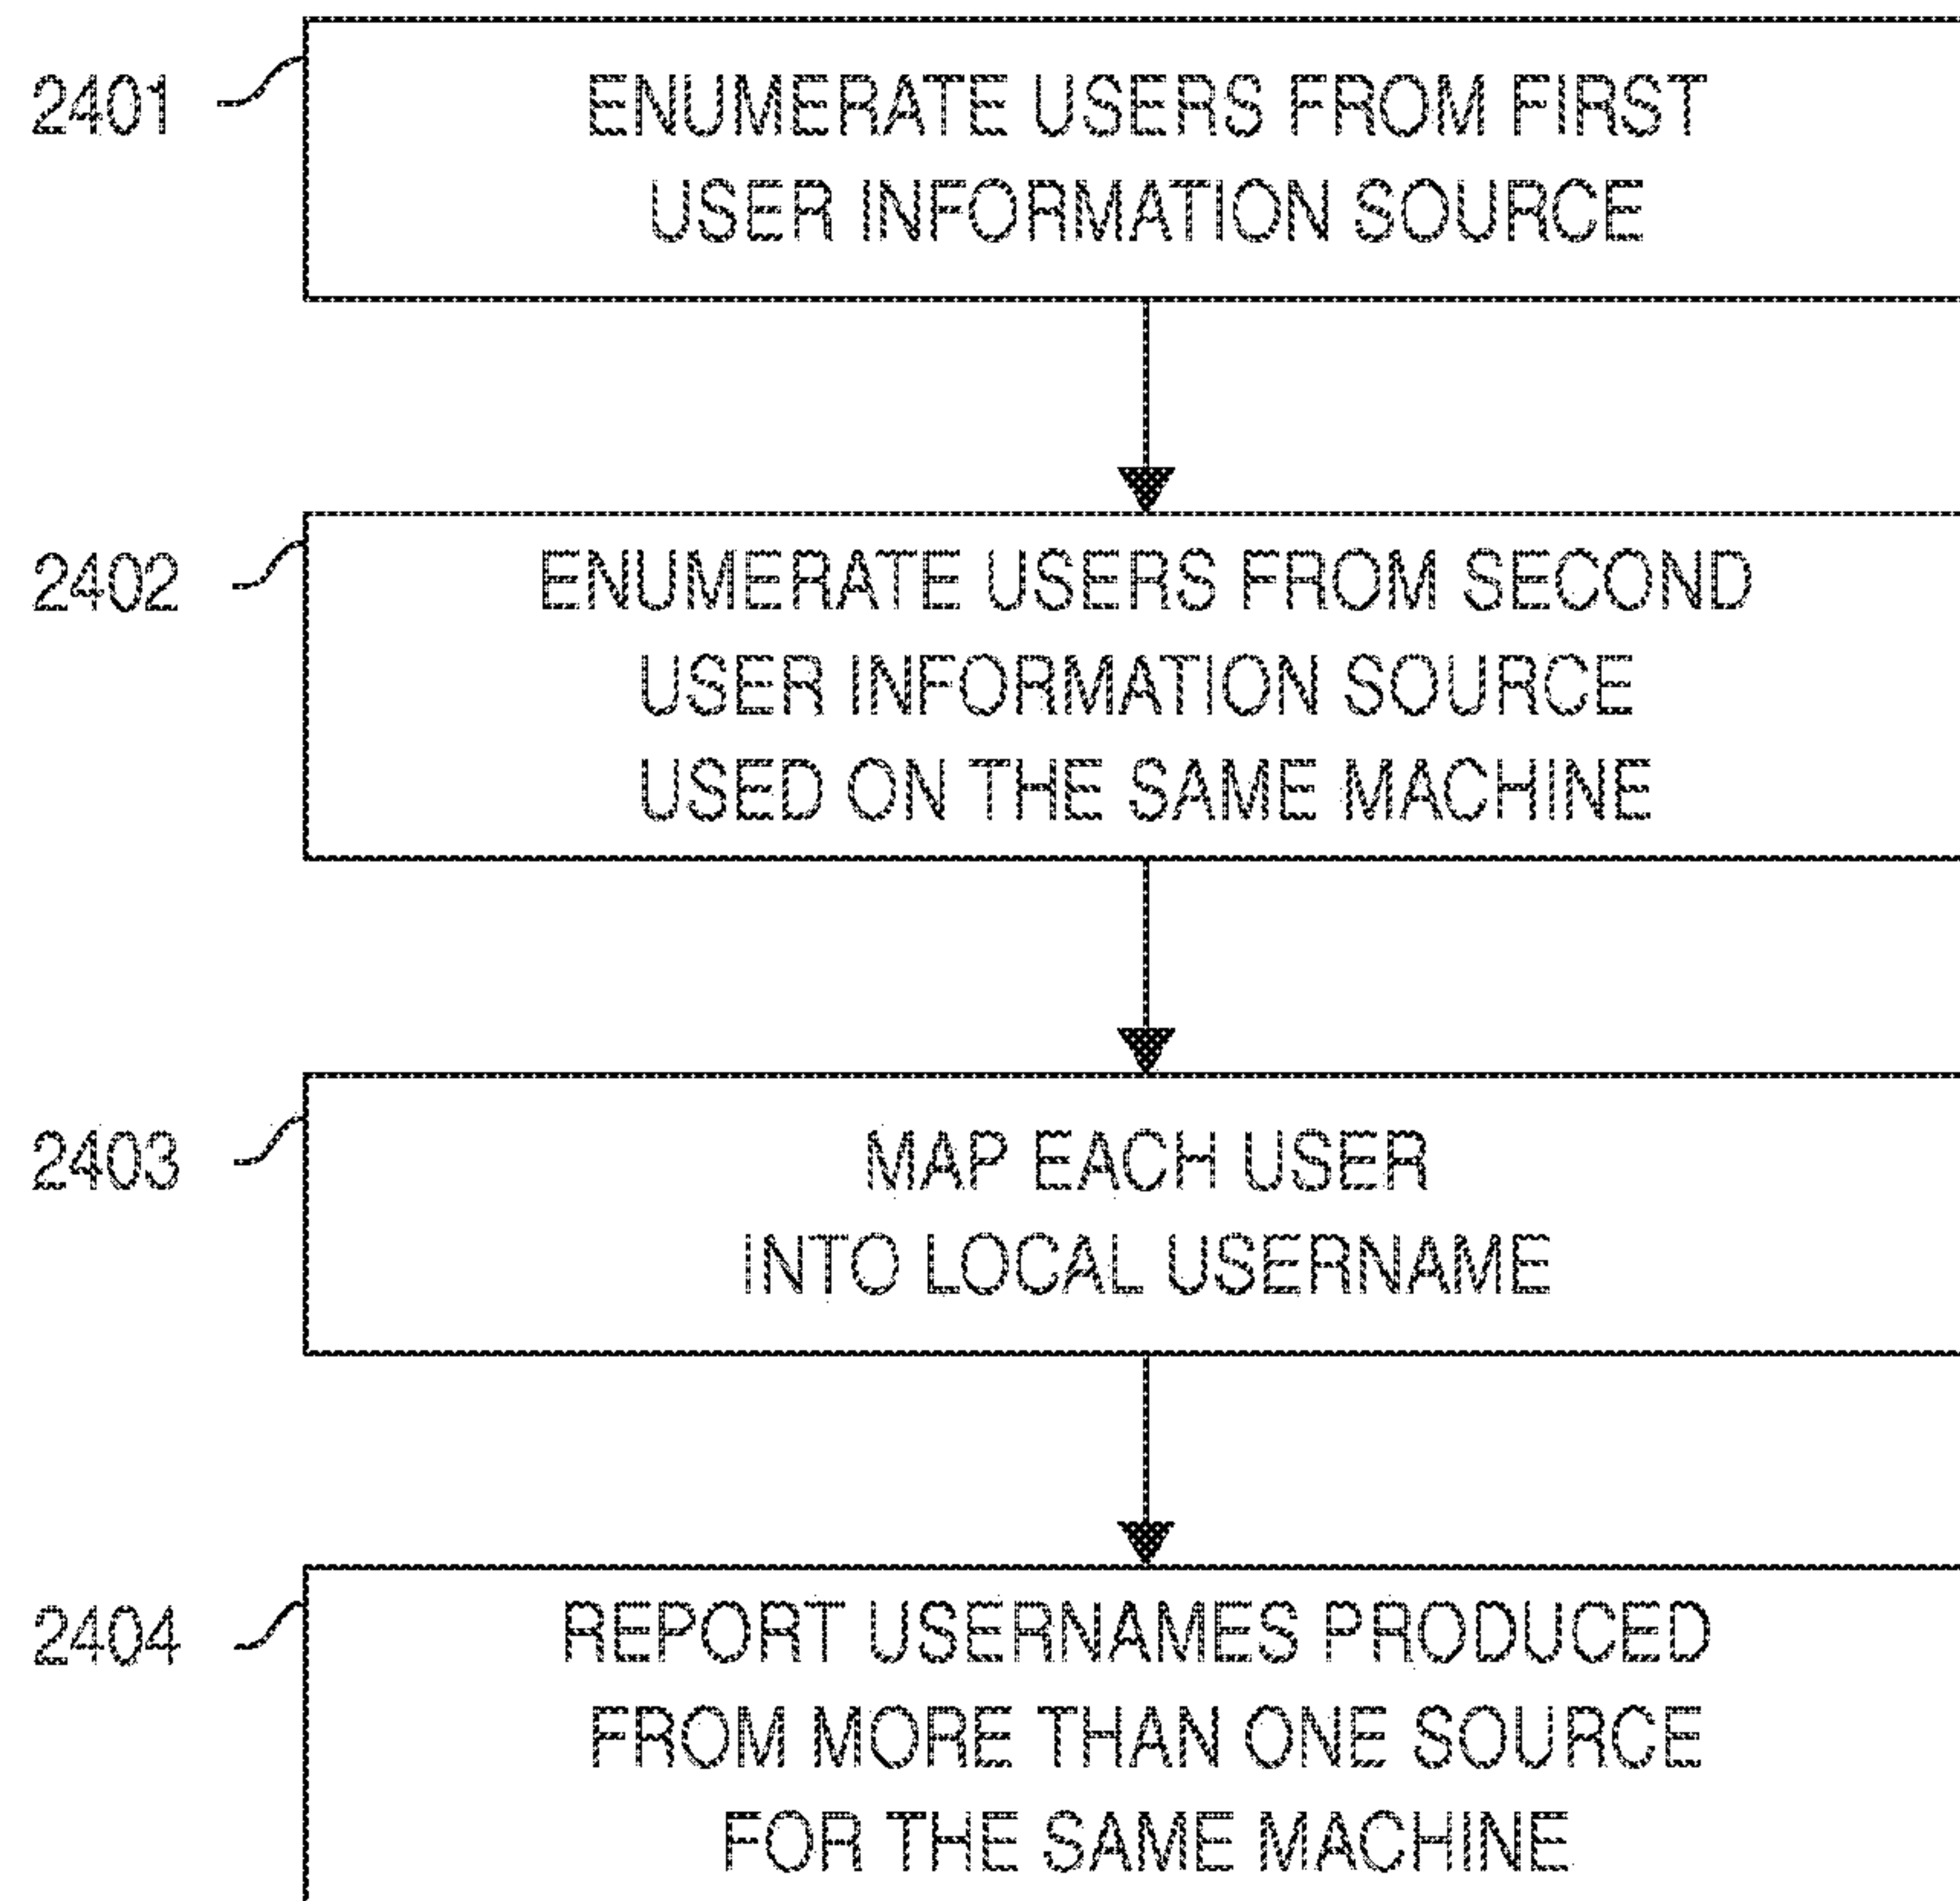 2401
ENUMERATE USERS FROM FIRST
USER INFORMATION SOURCE
2402
ENUMERATE USERS FROM SECOND
USER INFORMATION SOURCE
USED ON THE SAME MACHINE
2403
MAP EACH USER
INTO LOCAL USERNAME
2404
REPORT USERNAMES PRODUCED
FROM MORE THAN ONE SOURCE
FOR THE SAME MACHINE